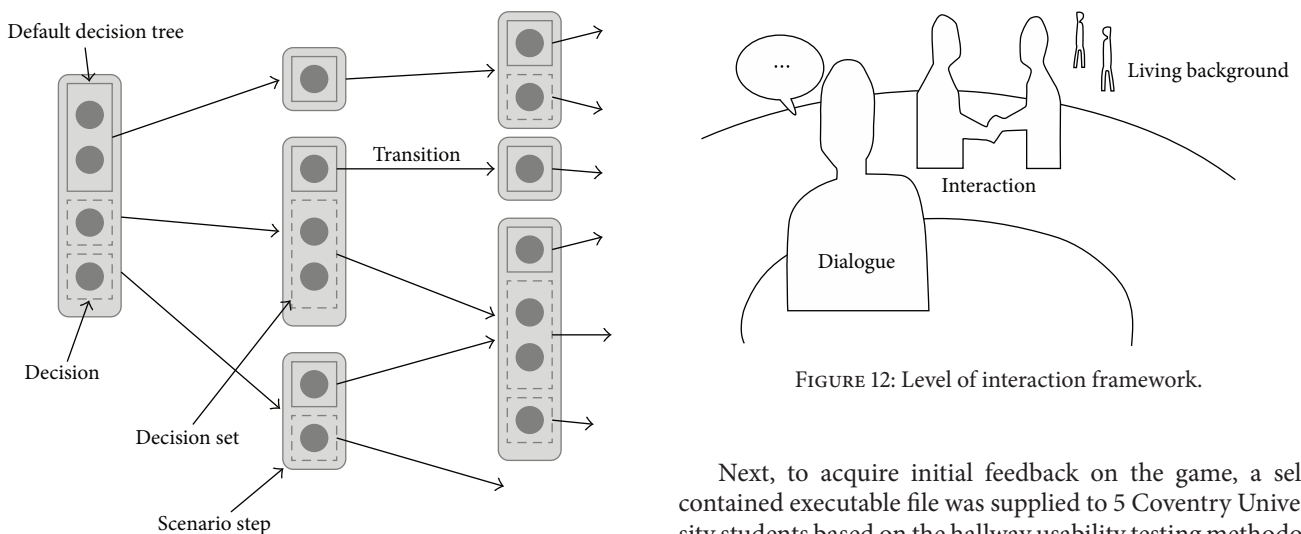 Default decision tree
Transition
Decision
Decision set
Scenario step
...
Living background
Interaction
Dialogue
FIGURE 12: Level of interaction framework.
Next, to acquire initial feedback on the game, a sel
contained executable file was supplied to 5 Coventry Unive
sity students based on the hallway usability testing methodo